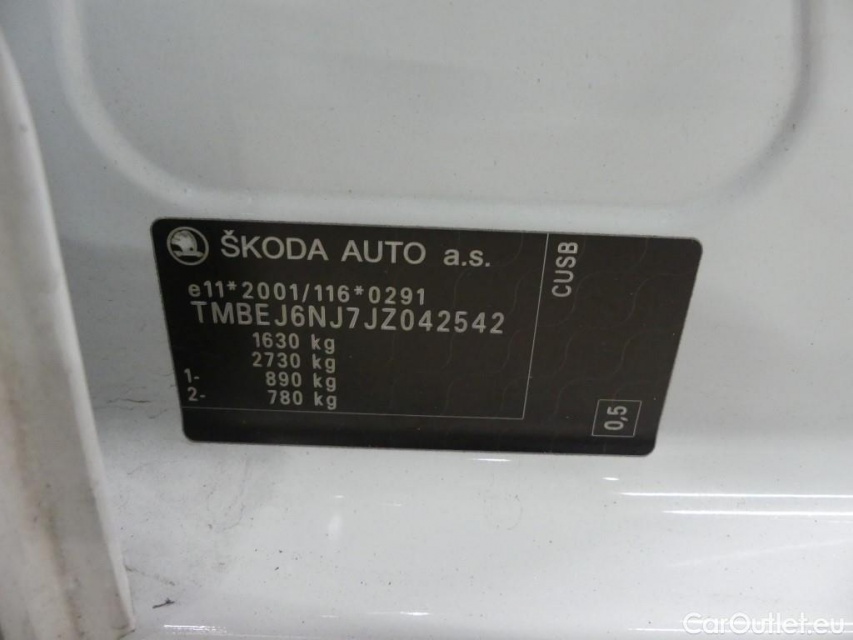 ŠKODA AUTO a.s.
e11*2001/116*0291
TMBEJ6NJ7JZ042542
1630 kg
2730 kg
1- 890 kg
2- 780 kg
CUSB
0,5
CarOutlet.eu